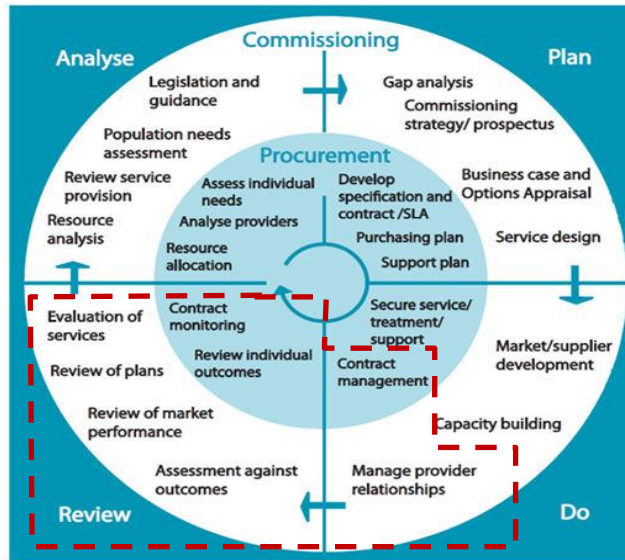 Commissioning
Analyse
Plan
Legislation and
guidance
Population needs
assessment
Review service
provision
Resource
analysis
Gap analysis
Commissioning
strategy/ prospectus
Business case and
Options Appraisal
Service design
Procurement
Assess individual
needs
Analyse providers
Resource
allocation
Develop
specification and
contract /SLA
Purchasing plan
Support plan
Evaluation of
services
Review of plans
Review of market
performance
Assessment against
outcomes
Contract
monitoring
Review individual
outcomes
Secure service/
treatment/
support
Contract
management
Market/supplier
development
Capacity building
Manage provider
relationships
Review
Do